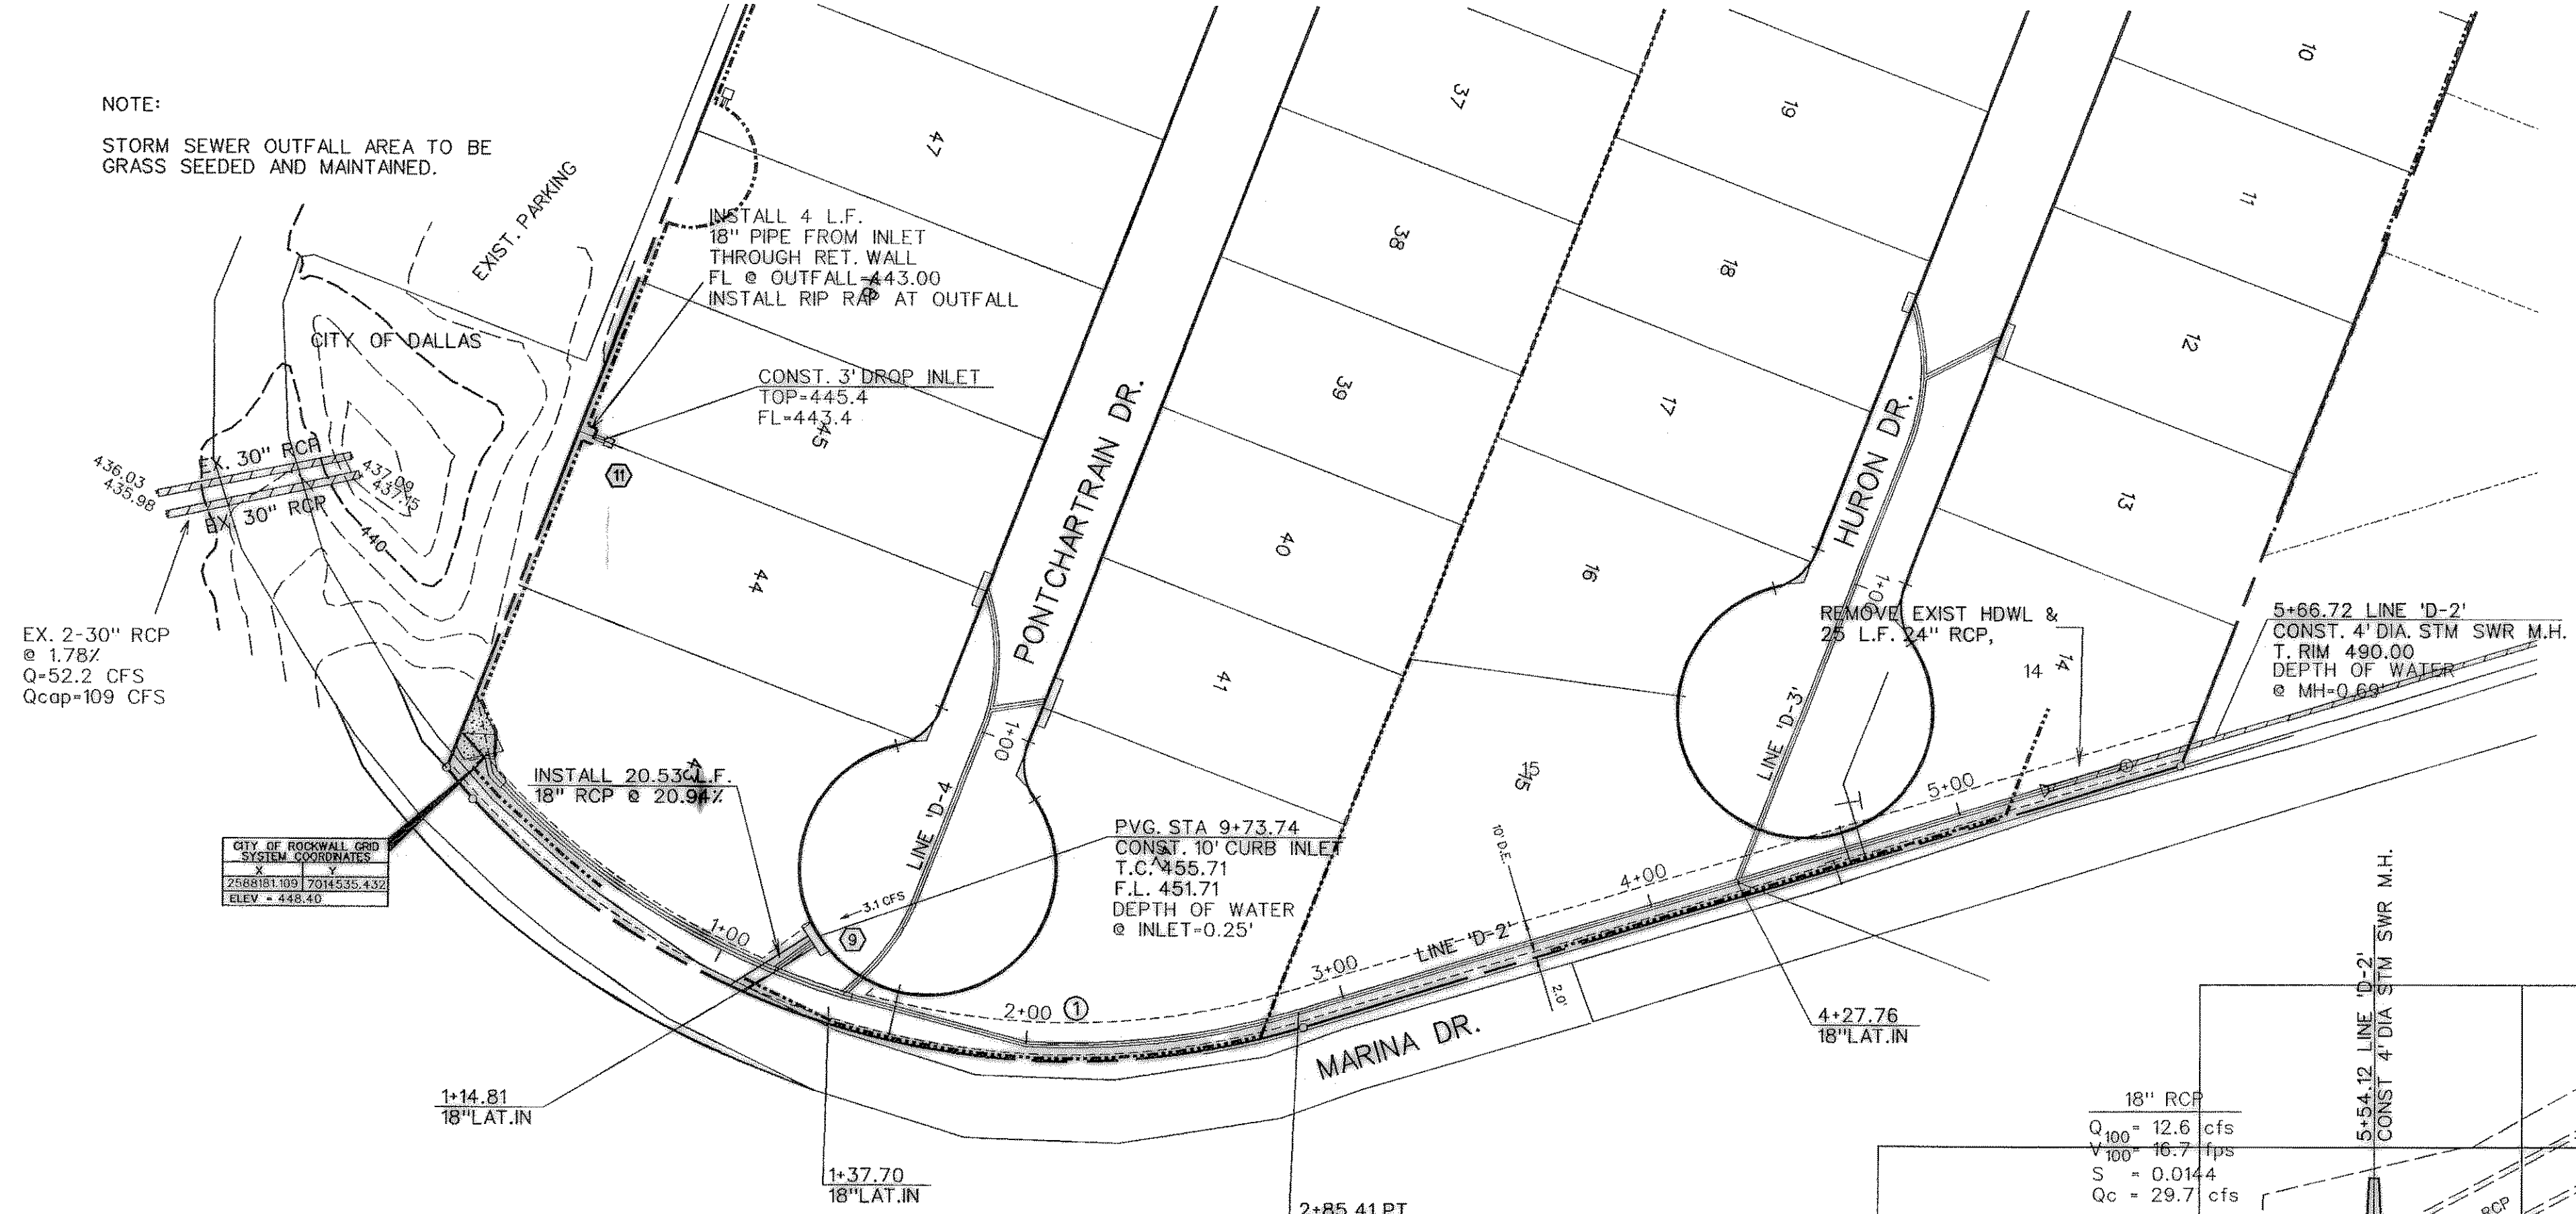 NOTE:
STORM SEWER OUTFALL AREA TO BE
GRASS SEEDED AND MAINTAINED.
EXIST. PARKING
CITY OF DALLAS
INSTALL 4 L.F.
18" PIPE FROM INLET
THROUGH RET. WALL
FL @ OUTFALL=443.00
INSTALL RIP RAP AT OUTFALL
CONST. 3' DROP INLET
TOP=445.4
FL=443.4
11
EX. 30" RCP
EX. 30" RCP
436.03
435.98
437.09
437.15
440
EX. 2-30" RCP
@ 1.78%
Q=52.2 CFS
Qcap=109 CFS
47
45
44
37
38
39
40
41
19
18
17
16
15
10
11
12
13
14
14
PONTCHARTRAIN DR.
HURON DR.
MARINA DR.
INSTALL 20.53 L.F.
18" RCP @ 20.94%
CITY OF ROCKWALL GRID
SYSTEM COORDINATES
X Y
2588181.109 7014535.432
ELEV = 448.40
LINE 'D-4
1+00
3.1 CFS
9
PVG. STA 9+73.74
CONST. 10' CURB INLET
T.C. 455.71
F.L. 451.71
DEPTH OF WATER
@ INLET=0.25'
LINE 'D-3'
1+00
REMOVE EXIST HDWL &
25 L.F. 24" RCP,
5+66.72 LINE 'D-2'
CONST. 4' DIA. STM SWR M.H.
T. RIM 490.00
DEPTH OF WATER
@ MH=0.69'
1+00
2+00
1
3+00
LINE 'D-2'
4+00
5+00
10' D.E.
2.0'
1+14.81
18"LAT.IN
1+37.70
18"LAT.IN
2+85.41 PT
4+27.76
18"LAT.IN
18" RCP
Q100= 12.6 cfs
V100= 16.7 fps
S = 0.0144
Qc = 29.7 cfs
5+54.12 LINE 'D-2'
CONST 4' DIA STM SWR M.H.
RCP